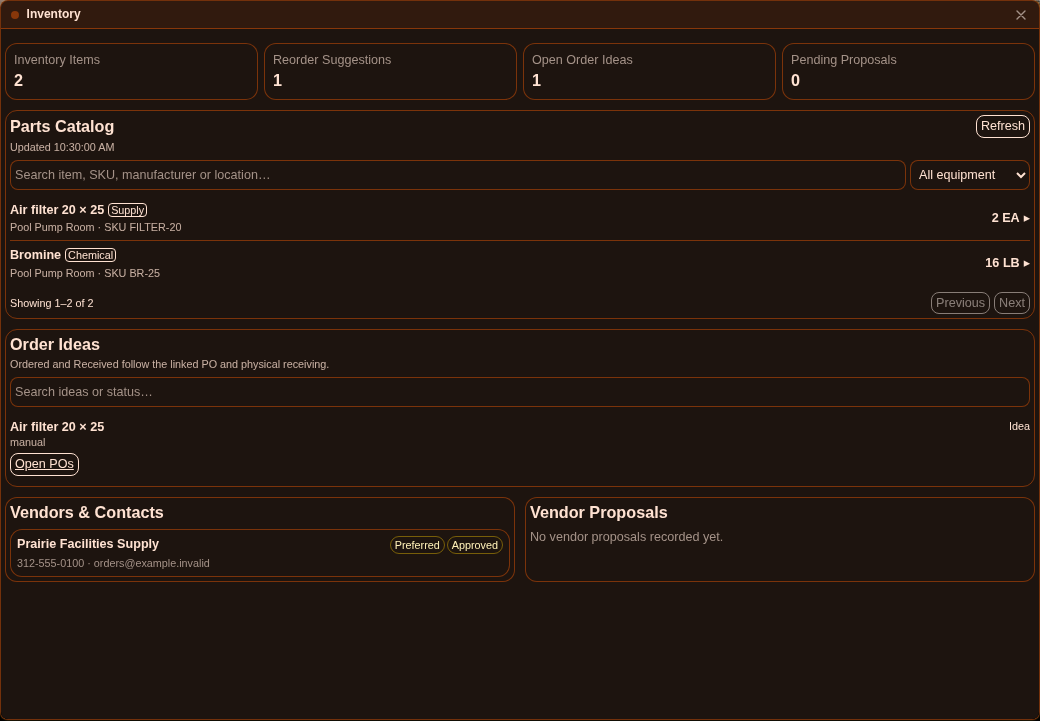 Inventory
Inventory Items
2
Reorder Suggestions
1
Open Order Ideas
1
Pending Proposals
0
Parts Catalog
Refresh
Updated 10:30:00 AM
Search item, SKU, manufacturer or location…
All equipment
Air filter 20 × 25 Supply
Pool Pump Room · SKU FILTER-20
2 EA ▸
Bromine Chemical
Pool Pump Room · SKU BR-25
16 LB ▸
Showing 1–2 of 2
Previous Next
Order Ideas
Ordered and Received follow the linked PO and physical receiving.
Search ideas or status…
Air filter 20 × 25
Idea
manual
Open POs
Vendors & Contacts
Prairie Facilities Supply
Preferred Approved
312-555-0100 · orders@example.invalid
Vendor Proposals
No vendor proposals recorded yet.